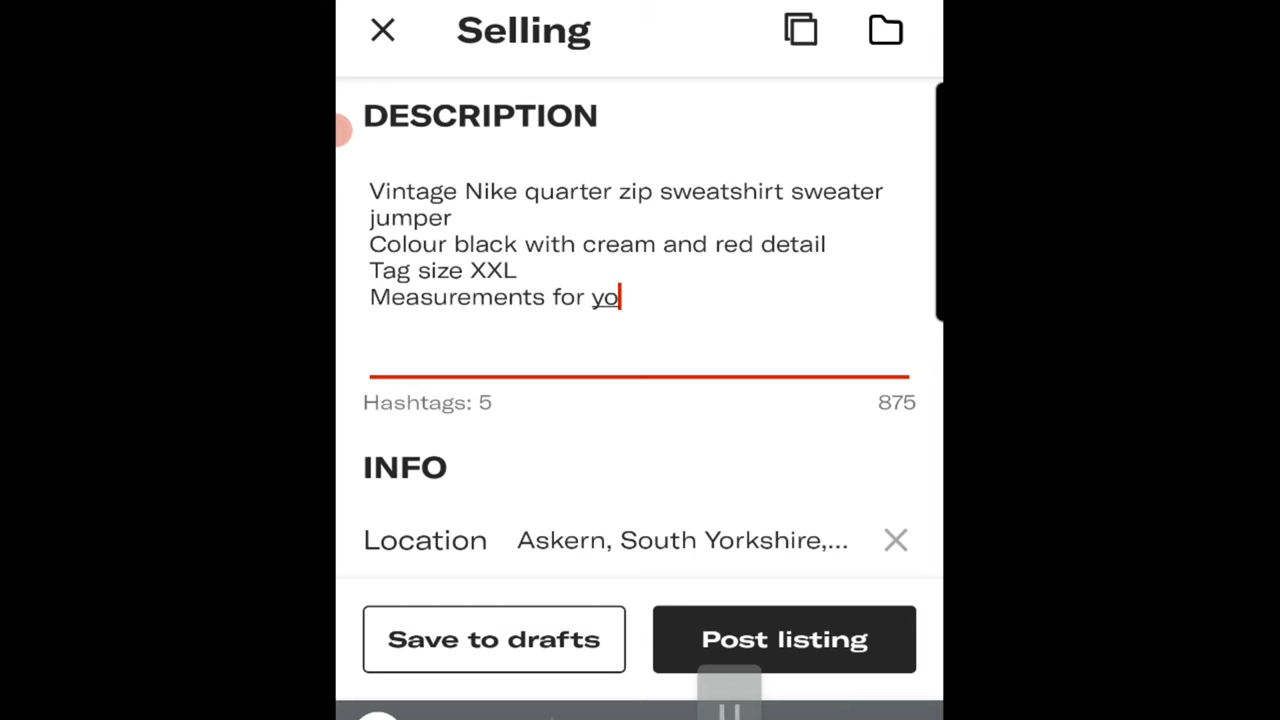 Selling
DESCRIPTION
Vintage Nike quarter zip sweatshirt sweater
jumper
Colour black with cream and red detail
Tag size XXL
Measurements for yo
Hashtags: 5 875
INFO
Location Askern, South Yorkshire,...
Save to drafts Post listing